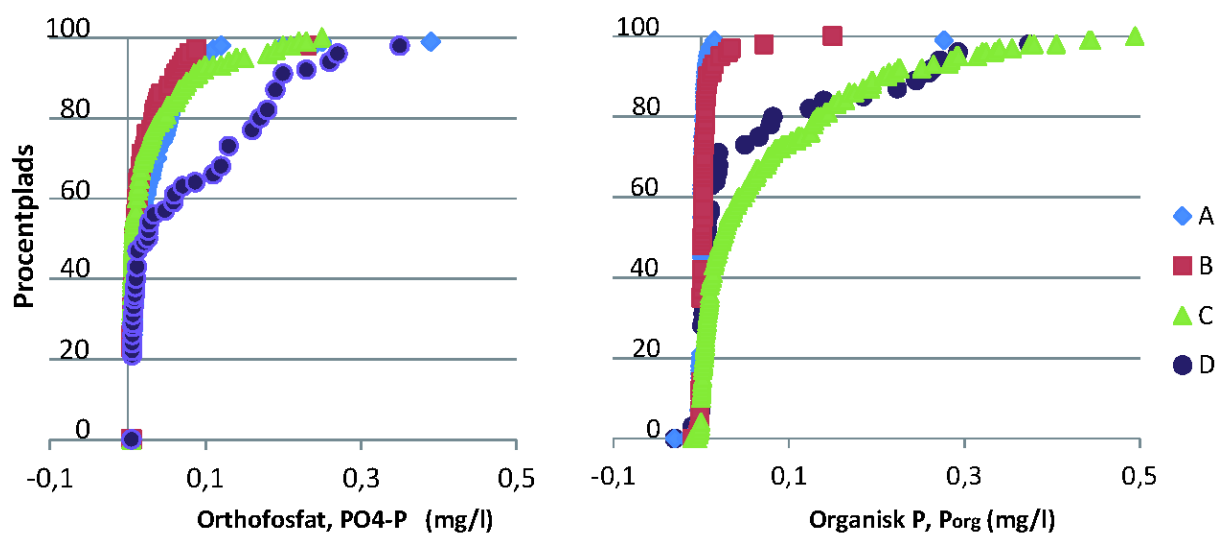 Procentplads
100
80
60
40
20
0
-0,1
0,1
0,3
0,5
Orthofosfat, PO4-P (mg/l)
100
80
60
40
20
0
-0,1
0,1
0,3
0,5
Organisk P, Porg (mg/l)
A
B
C
D